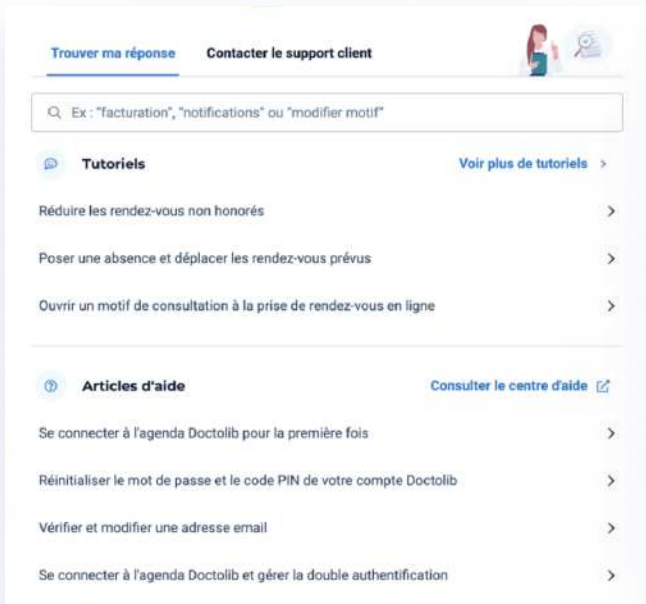 Trouver ma réponse Contacter le support client
Ex : "facturation", "notifications" ou "modifier motif"
Tutoriels Voir plus de tutoriels
Réduire les rendez-vous non honorés
Poser une absence et déplacer les rendez-vous prévus
Ouvrir un motif de consultation à la prise de rendez-vous en ligne
Articles d'aide Consulter le centre d'aide
Se connecter à l'agenda Doctolib pour la première fois
Réinitialiser le mot de passe et le code PIN de votre compte Doctolib
Vérifier et modifier une adresse email
Se connecter à l'agenda Doctolib et gérer la double authentification